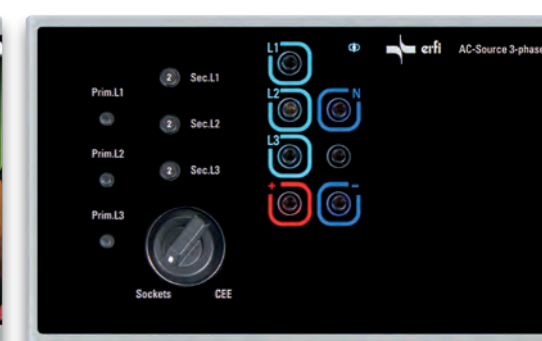 erfi AC-Source 3-phase
L1
L2 N
L3
+ -
2 Sec.L1
Prim.L1
2 Sec.L2
Prim.L2
2 Sec.L3
Prim.L3
Sockets CEE